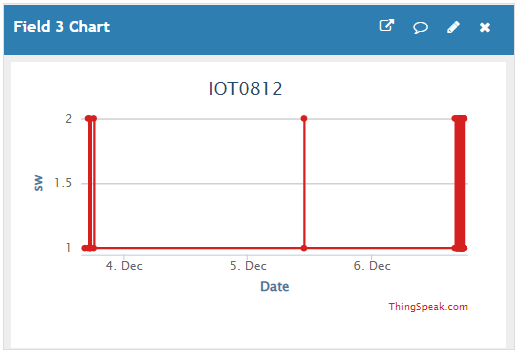 Field 3 Chart
IOT0812
sw
2
1.5
1
4. Dec
5. Dec
6. Dec
Date
ThingSpeak.com